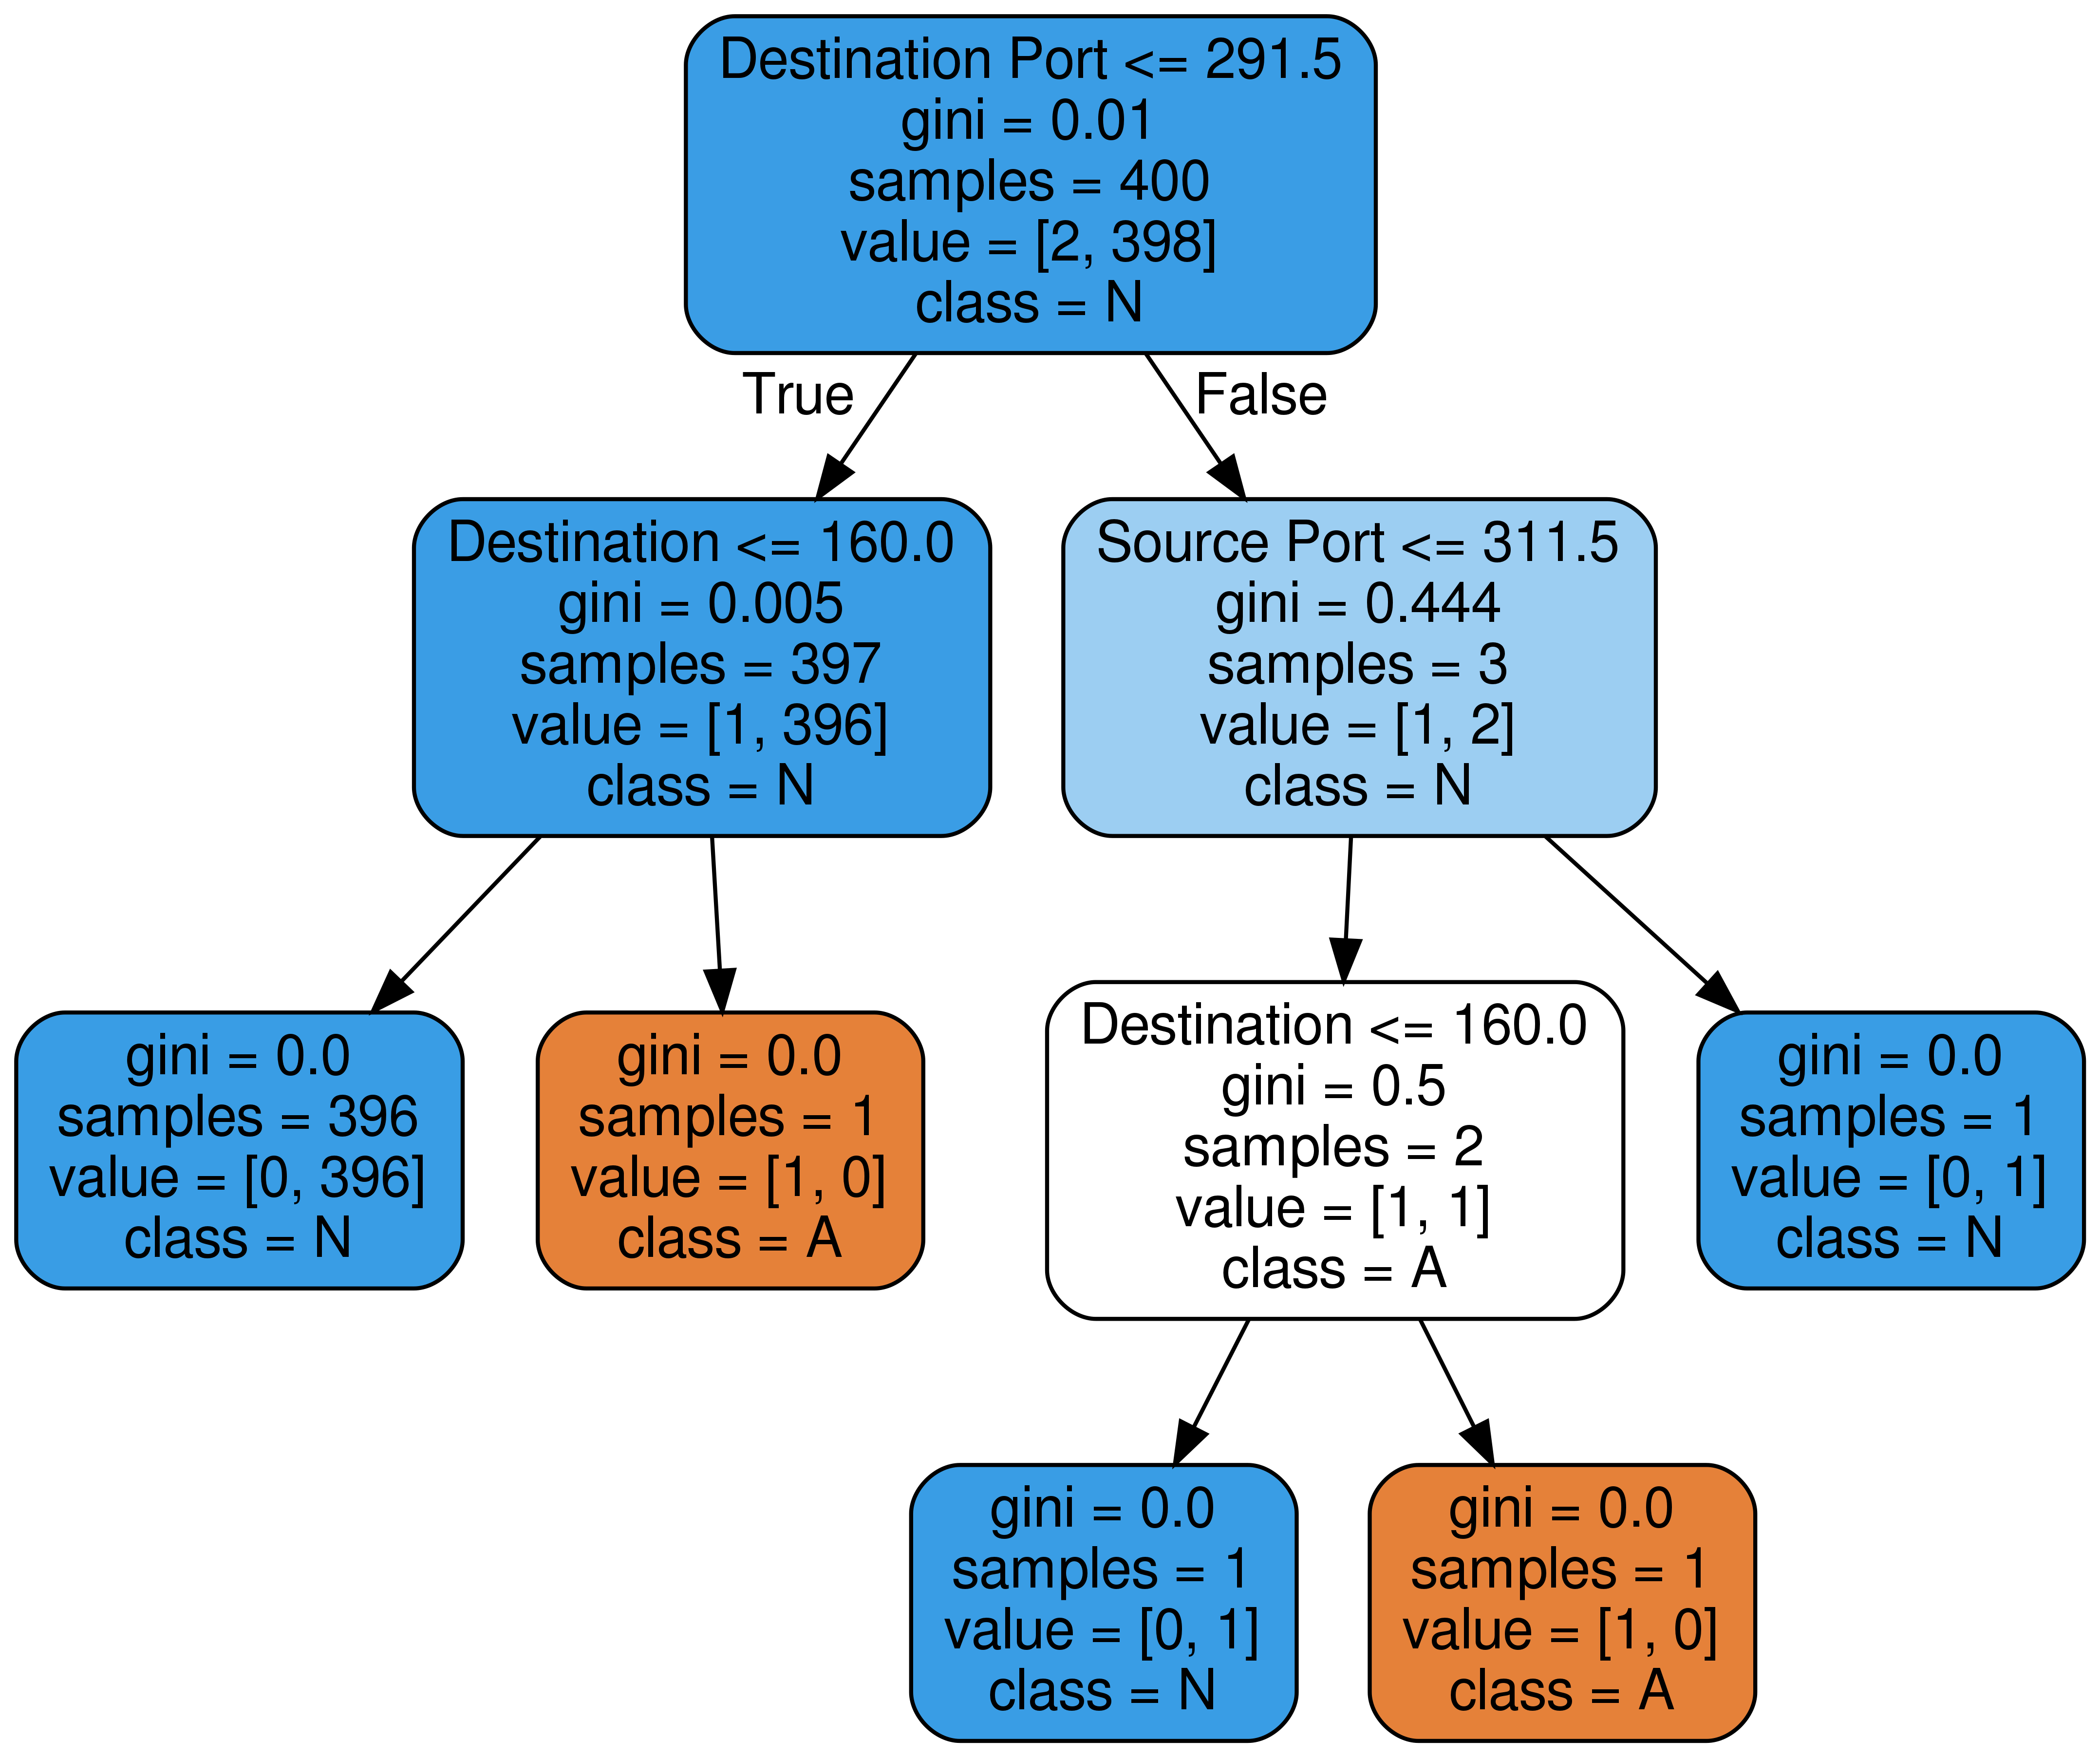 Destination Port <= 291.5
gini = 0.01
samples = 400
value = [2, 398]
class = N
True
False
Destination <= 160.0
gini = 0.005
samples = 397
value = [1, 396]
class = N
Source Port <= 311.5
gini = 0.444
samples = 3
value = [1, 2]
class = N
gini = 0.0
samples = 396
value = [0, 396]
class = N
gini = 0.0
samples = 1
value = [1, 0]
class = A
Destination <= 160.0
gini = 0.5
samples = 2
value = [1, 1]
class = A
gini = 0.0
samples = 1
value = [0, 1]
class = N
gini = 0.0
samples = 1
value = [0, 1]
class = N
gini = 0.0
samples = 1
value = [1, 0]
class = A